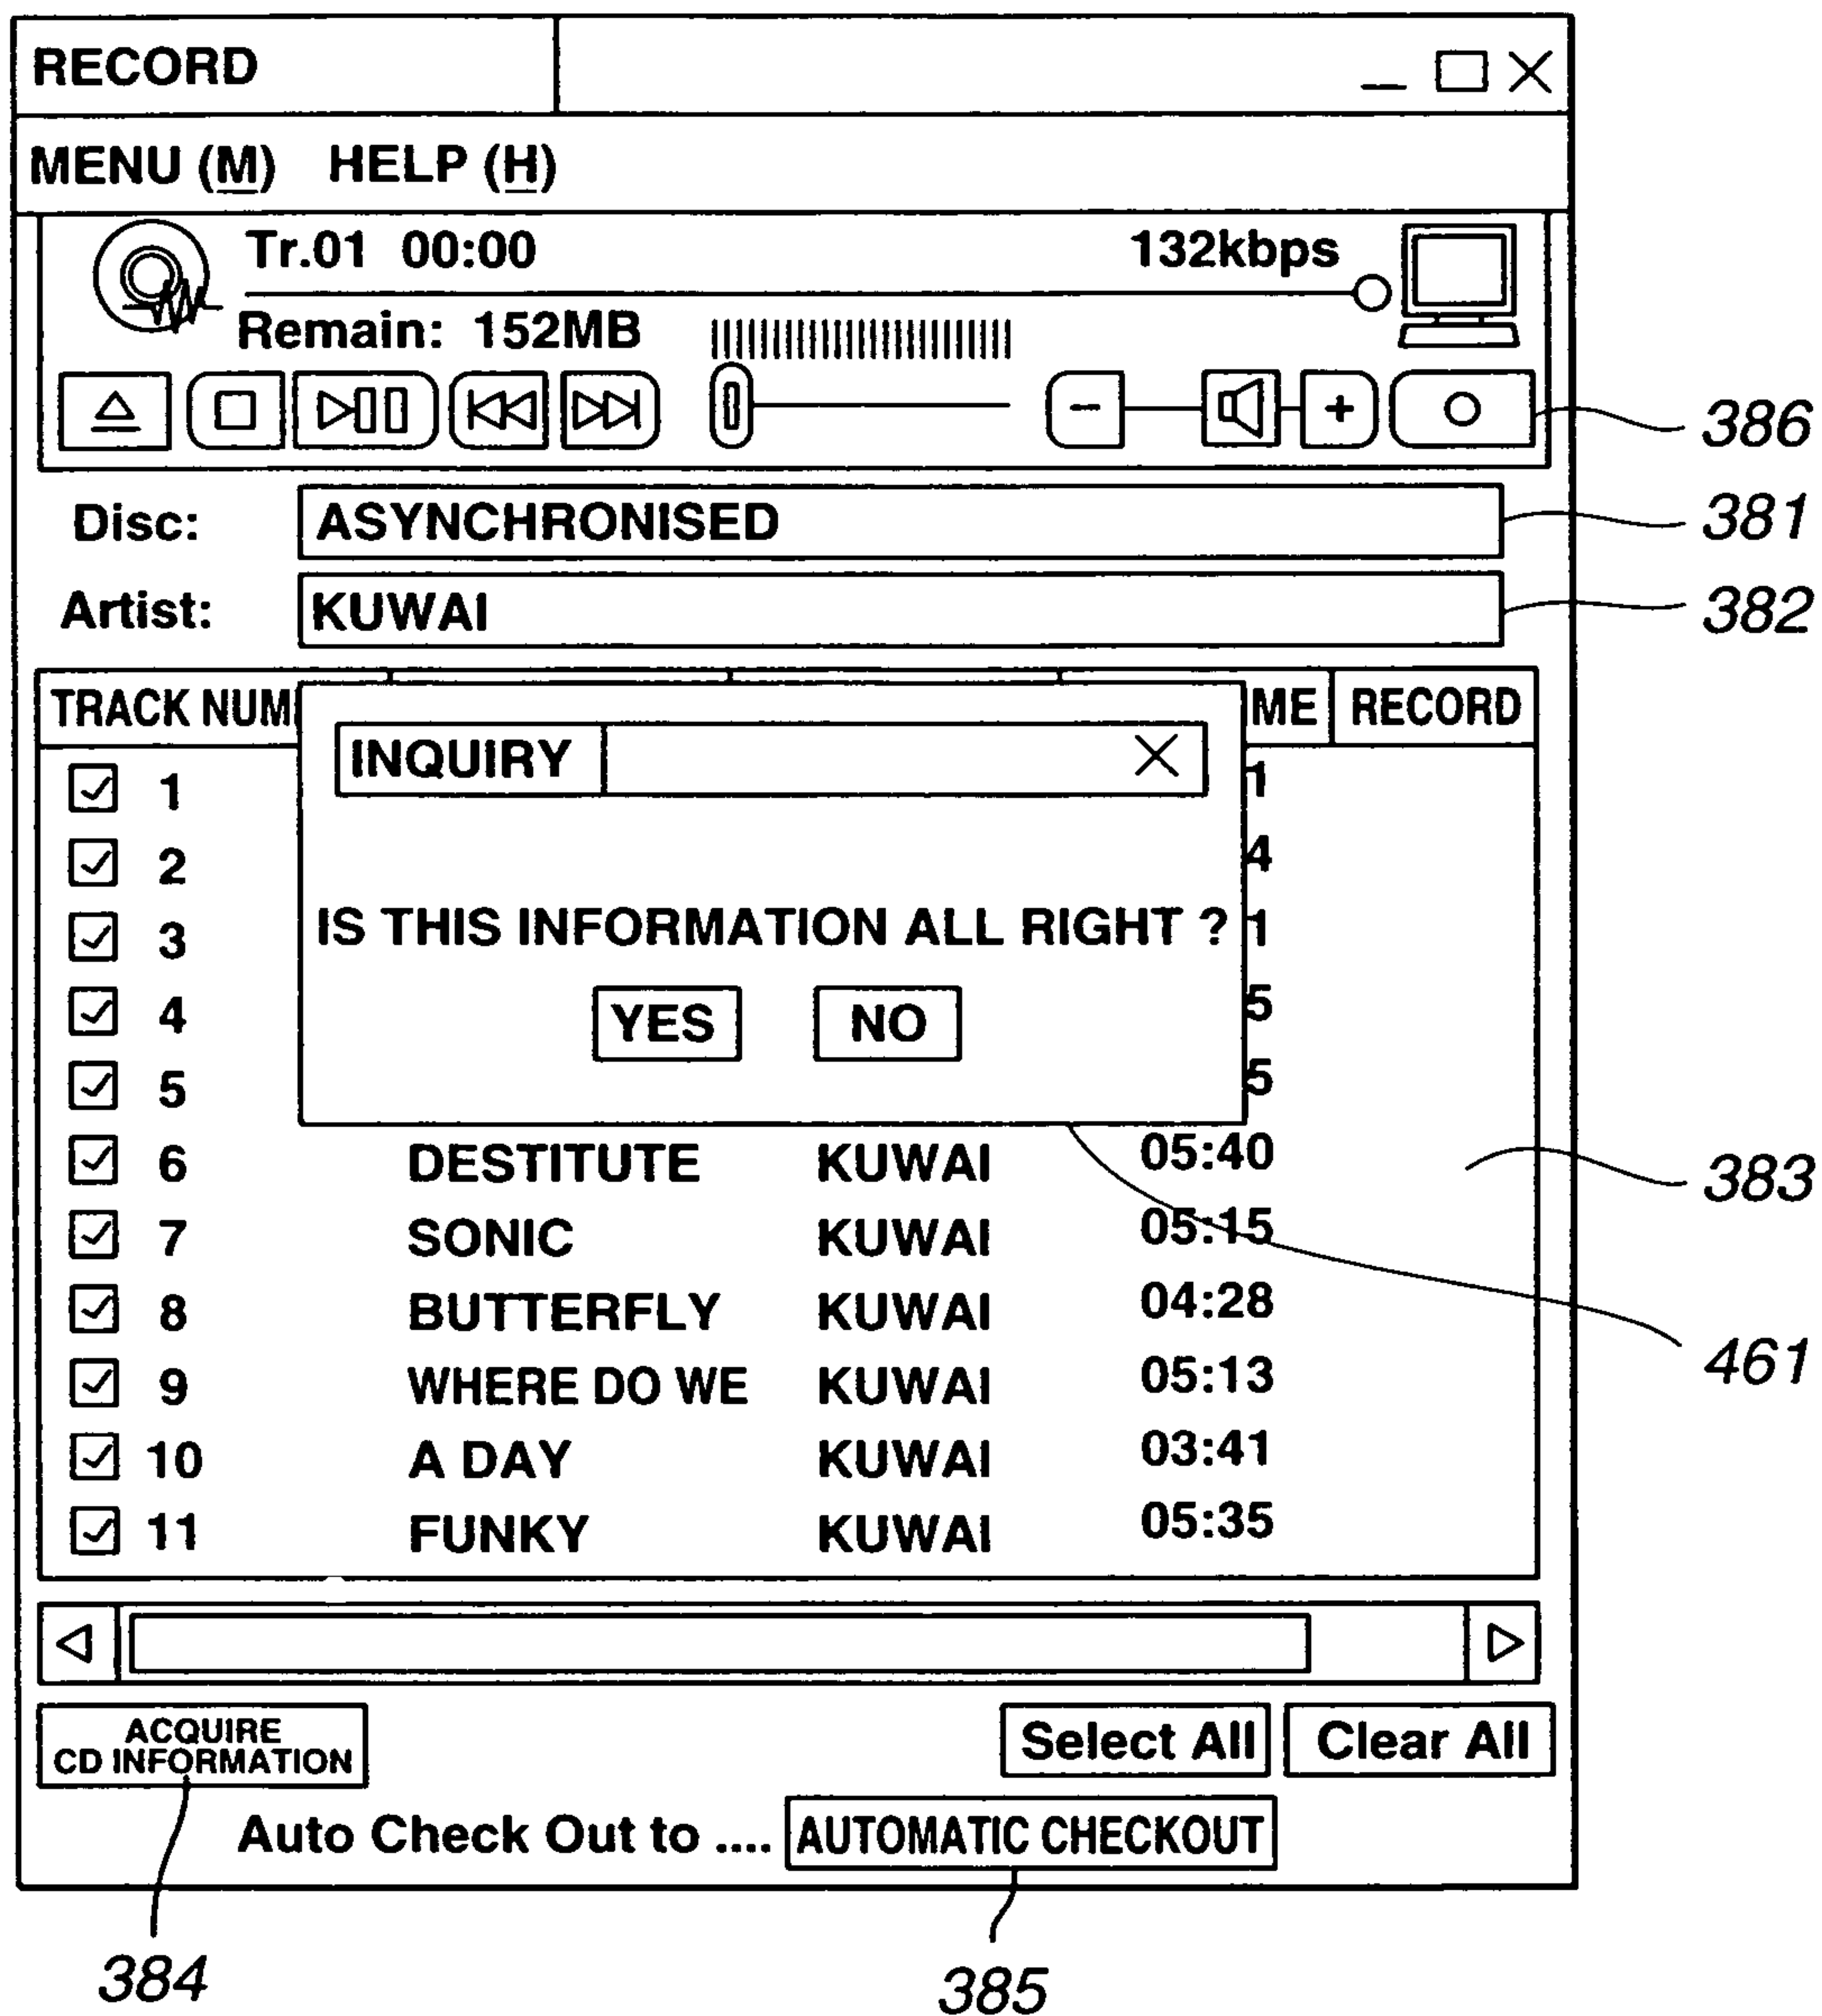 RECORD
MENU (M) HELP (H)
Tr.01 00:00 132kbps
Remain: 152MB
386
Disc: ASYNCHRONISED 381
Artist: KUWAI 382
TRACK NUM ME RECORD
INQUIRY
1 1
2 4
3 IS THIS INFORMATION ALL RIGHT ? 1
4 YES NO 5
5 5
6 DESTITUTE KUWAI 05:40 383
7 SONIC KUWAI 05:15
8 BUTTERFLY KUWAI 04:28
461
9 WHERE DO WE KUWAI 05:13
10 A DAY KUWAI 03:41
11 FUNKY KUWAI 05:35
ACQUIRE
CD INFORMATION
Select All Clear All
Auto Check Out to .... AUTOMATIC CHECKOUT
384 385